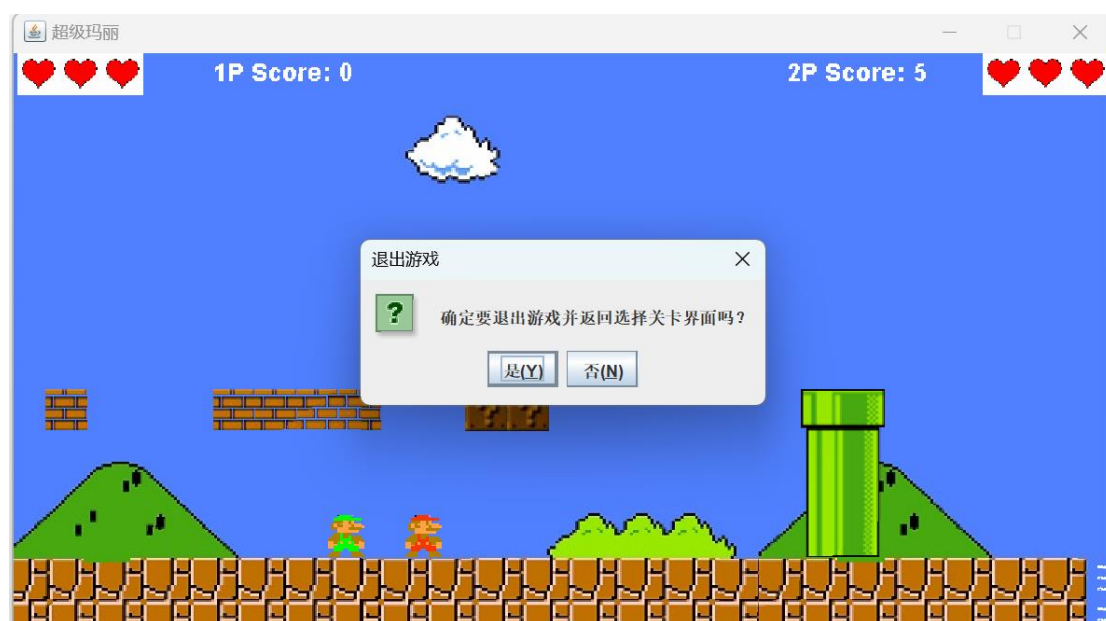 超级玛丽
1P Score: 0
2P Score: 5
退出游戏
?
确定要退出游戏并返回选择关卡界面吗？
是(Y)
否(N)
? ?